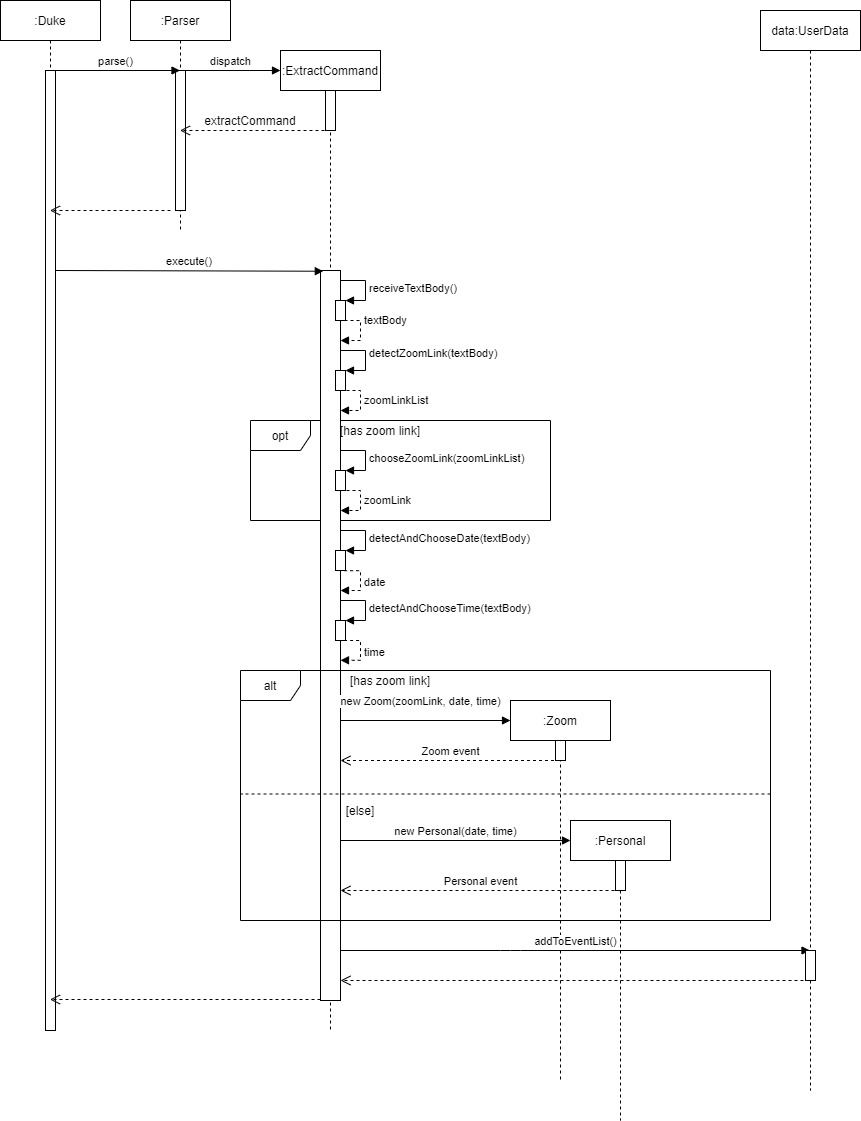 :Duke
:Parser
data:UserData
parse()
dispatch
:ExtractCommand
extractCommand
execute()
receiveTextBody()
textBody
detectZoomLink(textBody)
zoomLinkList
opt
[has zoom link]
chooseZoomLink(zoomLinkList)
zoomLink
detectAndChooseDate(textBody)
date
detectAndChooseTime(textBody)
time
alt
[has zoom link]
new Zoom(zoomLink, date, time)
:Zoom
Zoom event
[else]
new Personal(date, time)
:Personal
Personal event
addToEventList()